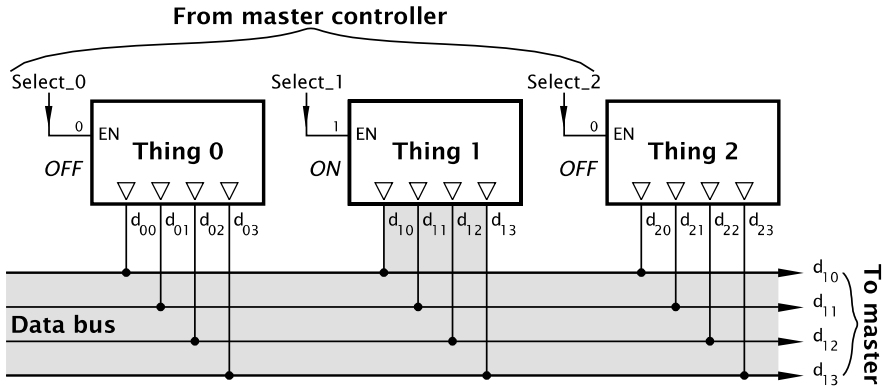 From master controller
Select_0 Select_1 Select_2
0 EN 1 EN 0 EN
Thing 0 Thing 1 Thing 2
OFF ON OFF
d00 d01 d02 d03 d10 d11 d12 d13 d20 d21 d22 d23
d10
d11
Data bus
d12
d13
To master